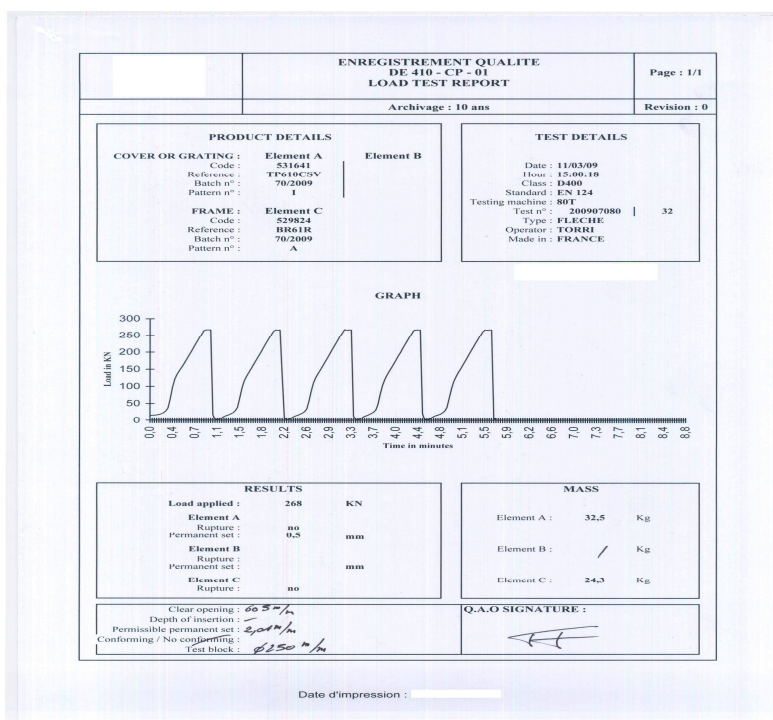 ENREGISTREMENT QUALITE
DE 410 - CP - 01
LOAD TEST REPORT
Page : 1/1
Archivage : 10 ans
Revision : 0
PRODUCT DETAILS
COVER OR GRATING : Element A Element B
Code : 531641
Reference : TP610CSV
Batch n° : 70/2009
Pattern n° : I
FRAME : Element C
Code : 529824
Reference : BR61R
Batch n° : 70/2009
Pattern n° : A
TEST DETAILS
Date : 11/03/09
Hour : 15.00.18
Class : D400
Standard : EN 124
Testing machine : 80T
Test n° : 200907080 | 32
Type : FLECHE
Operator : TORRI
Made in : FRANCE
GRAPH
300
250
200
150
100
50
0
Load in KN
0,0 0,4 0,7 1,1 1,5 1,8 2,2 2,6 2,9 3,3 3,7 4,0 4,4 4,8 5,1 5,5 5,9 6,2 6,6 7,0 7,3 7,7 8,1 8,4 8,8
Time in minutes
RESULTS
Load applied : 268 KN
Element A
Rupture : no
Permanent set : 0,5 mm
Element B
Rupture :
Permanent set : mm
Element C
Rupture : no
MASS
Element A : 32,5 Kg
Element B : / Kg
Element C : 24,3 Kg
Clear opening : 605 m/m
Depth of insertion : –
Permissible permanent set : 2,01 m/m
Conforming / No conforming :
Test block : ϕ250 m/m
Q.A.O SIGNATURE :
Date d'impression :